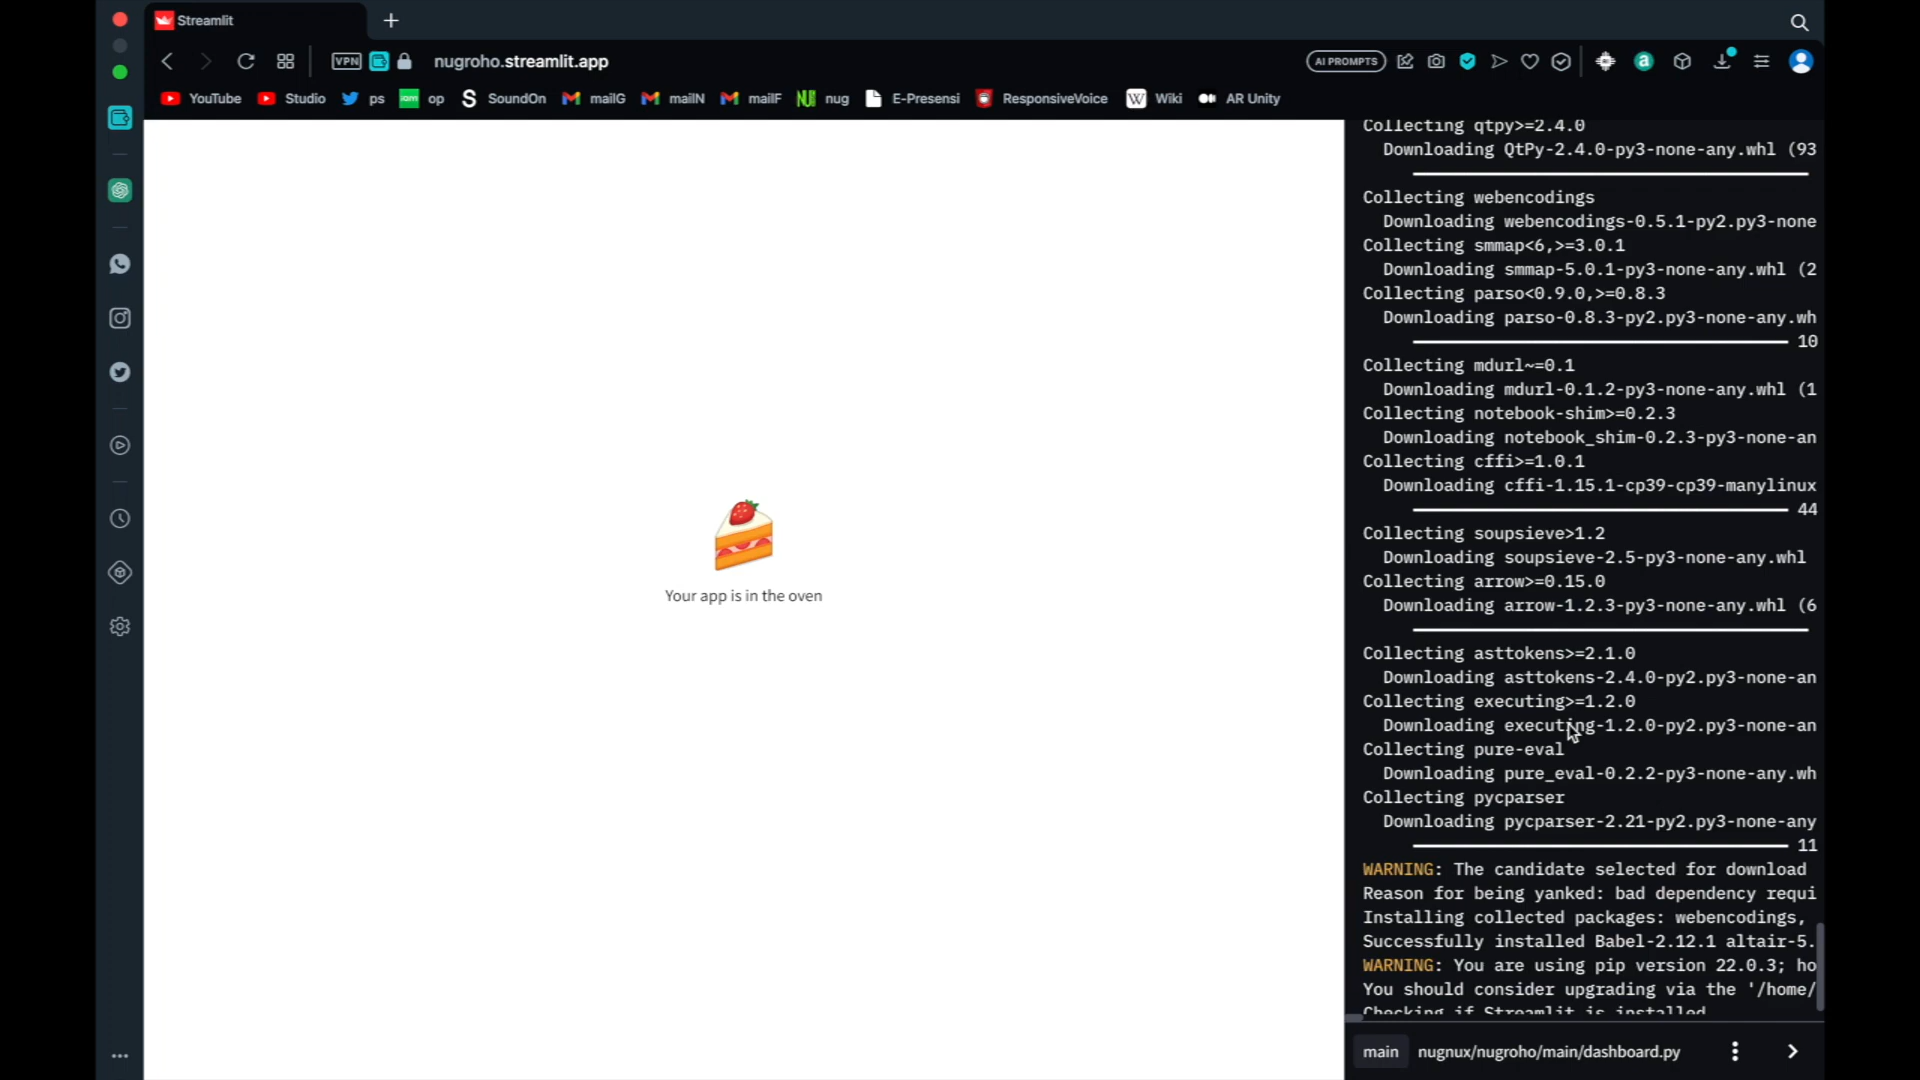 Streamlit
VPN
nugroho.streamlit.app
AI PROMPTS
a
YouTube
Studio
ps
iam
op
S
SoundOn
mailG
mailN
mailF
nug
E-Presensi
ResponsiveVoice
W
Wiki
AR Unity
Your app is in the oven
Collecting qtpy>=2.4.0
Downloading QtPy-2.4.0-py3-none-any.whl (93
Collecting webencodings
Downloading webencodings-0.5.1-py2.py3-none
Collecting smmap<6,>=3.0.1
Downloading smmap-5.0.1-py3-none-any.whl (2
Collecting parso<0.9.0,>=0.8.3
Downloading parso-0.8.3-py2.py3-none-any.wh
10
Collecting mdurl~=0.1
Downloading mdurl-0.1.2-py3-none-any.whl (1
Collecting notebook-shim>=0.2.3
Downloading notebook_shim-0.2.3-py3-none-an
Collecting cffi>=1.0.1
Downloading cffi-1.15.1-cp39-cp39-manylinux
44
Collecting soupsieve>1.2
Downloading soupsieve-2.5-py3-none-any.whl
Collecting arrow>=0.15.0
Downloading arrow-1.2.3-py3-none-any.whl (6
Collecting asttokens>=2.1.0
Downloading asttokens-2.4.0-py2.py3-none-an
Collecting executing>=1.2.0
Downloading executing-1.2.0-py2.py3-none-an
Collecting pure-eval
Downloading pure_eval-0.2.2-py3-none-any.wh
Collecting pycparser
Downloading pycparser-2.21-py2.py3-none-any
11
WARNING: The candidate selected for download
Reason for being yanked: bad dependency requi
Installing collected packages: webencodings,
Successfully installed Babel-2.12.1 altair-5.
WARNING: You are using pip version 22.0.3; ho
You should consider upgrading via the '/home/
Checking if Streamlit is installed
main
nugnux/nugroho/main/dashboard.py